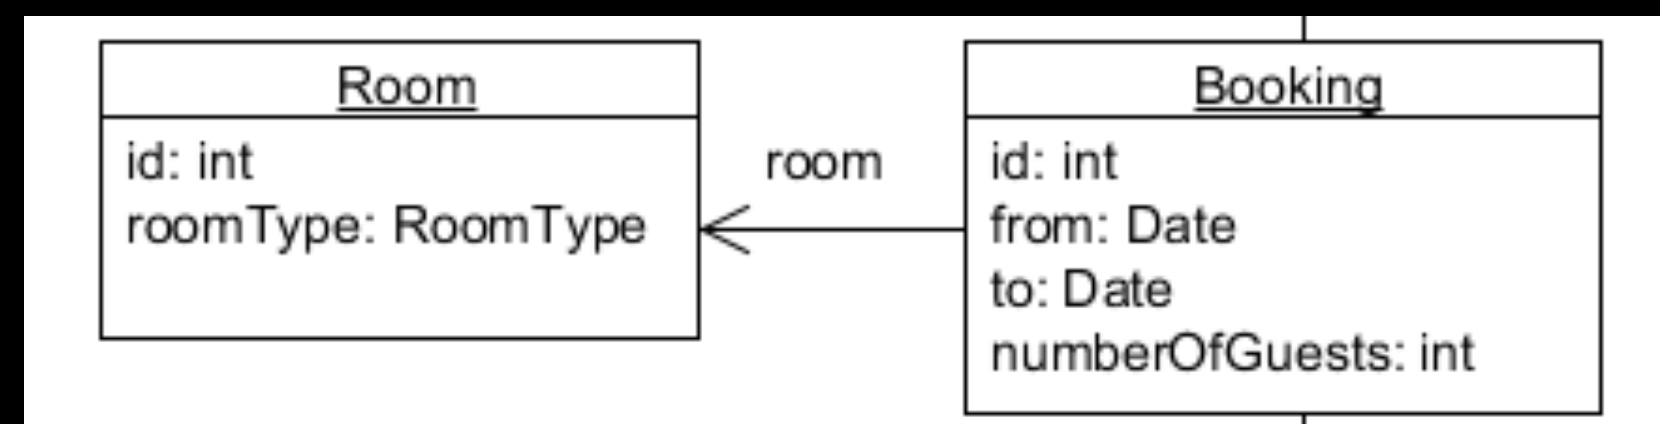 Room
id: int
roomType: RoomType
room
Booking
id: int
from: Date
to: Date
numberOfGuests: int